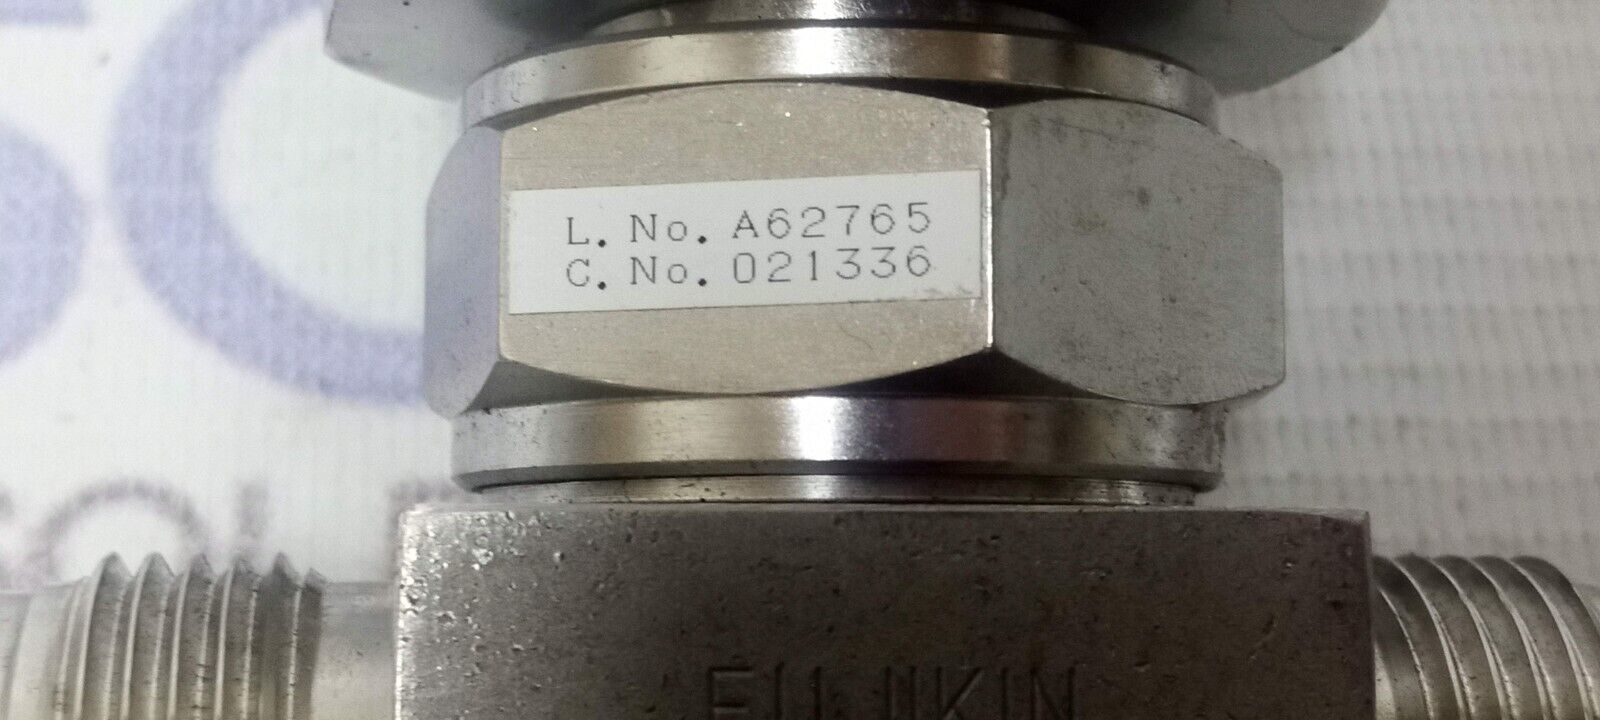 L. No. A62765
C. No. 021336
FUJIKIN